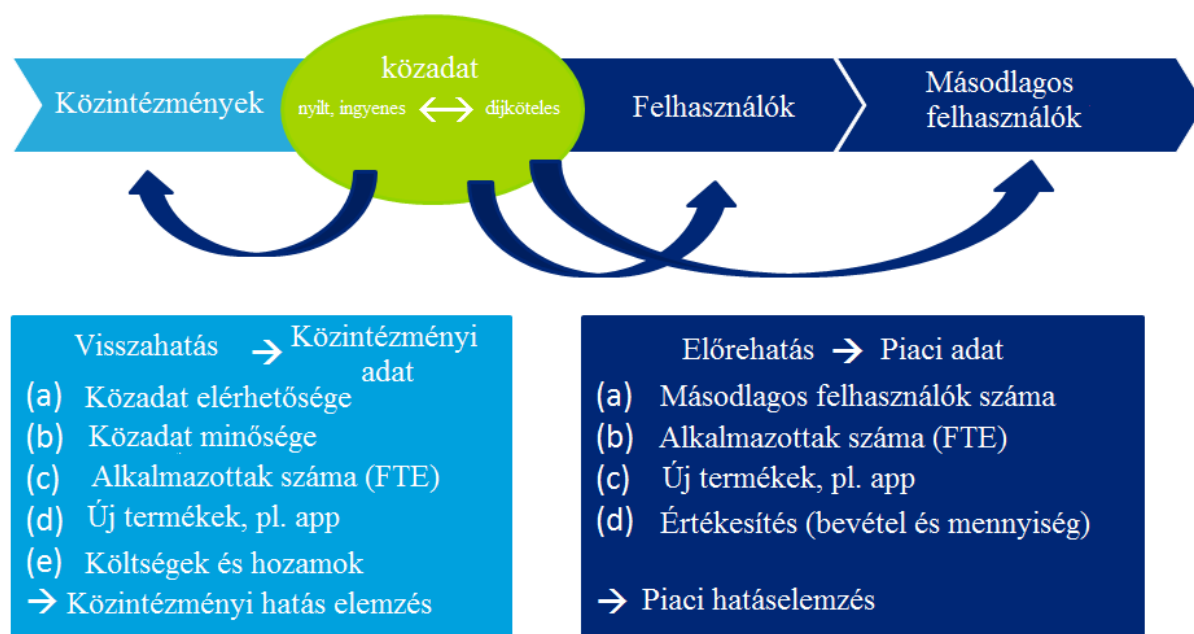 Közintézmények
közadat
nyílt, ingyenes ↔ díjköteles
Felhasználók
Másodlagos
felhasználók
Visszahatás → Közintézményi
adat
(a) Közadat elérhetősége
(b) Közadat minősége
(c) Alkalmazottak száma (FTE)
(d) Új termékek, pl. app
(e) Költségek és hozamok
→ Közintézményi hatás elemzés
Előrehatás → Piaci adat
(a) Másodlagos felhasználók száma
(b) Alkalmazottak száma (FTE)
(c) Új termékek, pl. app
(d) Értékesítés (bevétel és mennyiség)
→ Piaci hatáselemzés